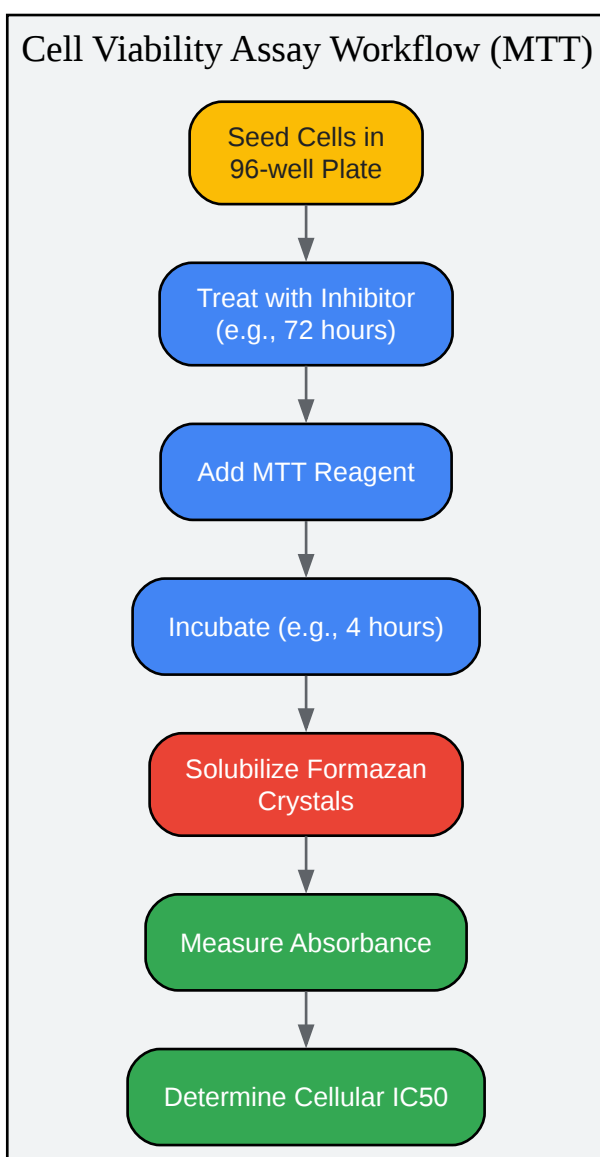 Cell Viability Assay Workflow (MTT)
Seed Cells in
96-well Plate
Treat with Inhibitor
(e.g., 72 hours)
Add MTT Reagent
Incubate (e.g., 4 hours)
Solubilize Formazan
Crystals
Measure Absorbance
Determine Cellular IC50